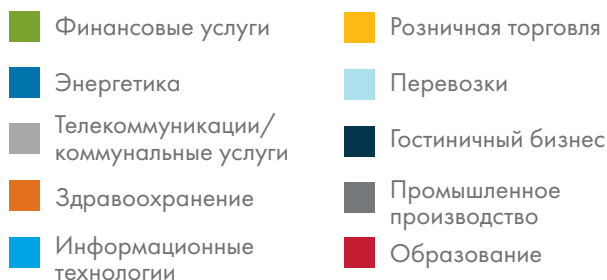 Финансовые услуги
Энергетика
Телекоммуникации/
коммунальные услуги
Здравоохранение
Информационные
технологии
Розничная торговля
Перевозки
Гостиничный бизнес
Промышленное
производство
Образование